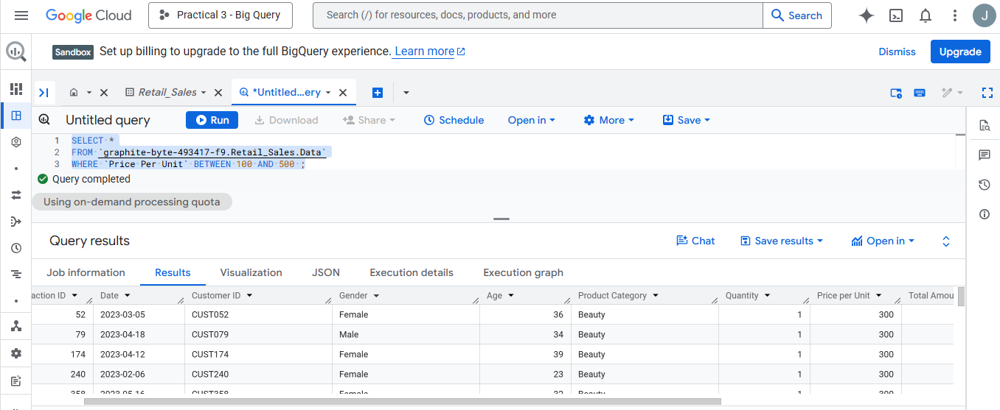 Google Cloud
Practical 3 - Big Query
Search (/) for resources, docs, products, and more
Search
J
Sandbox Set up billing to upgrade to the full BigQuery experience. Learn more
Dismiss
Upgrade
Retail_Sales
*Untitled...ery
Untitled query
Run
Download
Share
Schedule
Open in
More
Save
1 SELECT *
2 FROM `graphite-byte-493417-f9.Retail_Sales.Data`
3 WHERE `Price Per Unit` BETWEEN 100 AND 500 ;
Query completed
Using on-demand processing quota
Query results
Chat
Save results
Open in
Job information Results Visualization JSON Execution details Execution graph
action ID Date Customer ID Gender Age Product Category Quantity Price per Unit Total Amou
52 2023-03-05 CUST052 Female 36 Beauty 1 300
79 2023-04-18 CUST079 Male 34 Beauty 1 300
174 2023-04-12 CUST174 Female 39 Beauty 1 300
240 2023-02-06 CUST240 Female 23 Beauty 1 300
358 2023-05-16 CUST358 Female 32 Beauty 1 300